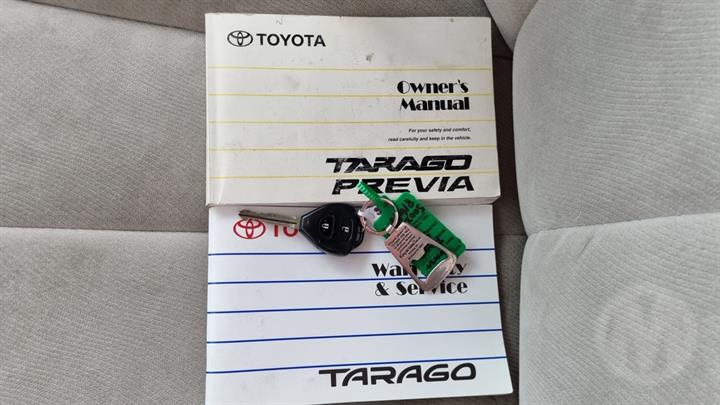 TOYOTA
Owner's
Manual
For your safety and comfort,
read carefully and keep in the vehicle.
TARAGO
PREVIA
TO
& Service
TARAGO